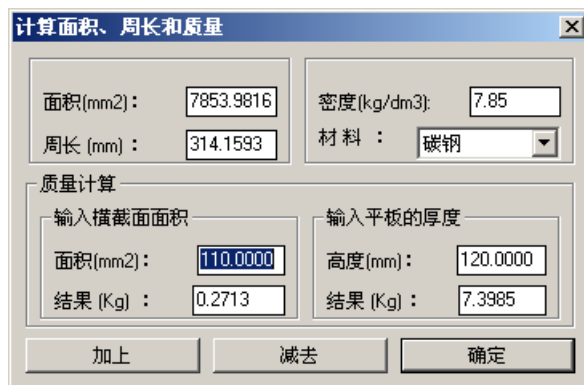 计算面积、周长和质量
面积(mm2)： 7853.9816
周长 (mm)： 314.1593
密度(kg/dm3): 7.85
材料 ： 碳钢
质量计算
输入横截面面积
面积(mm2)： 110.0000
结果 (Kg) ： 0.2713
输入平板的厚度
高度(mm)： 120.0000
结果 (Kg) ： 7.3985
加上 减去 确定